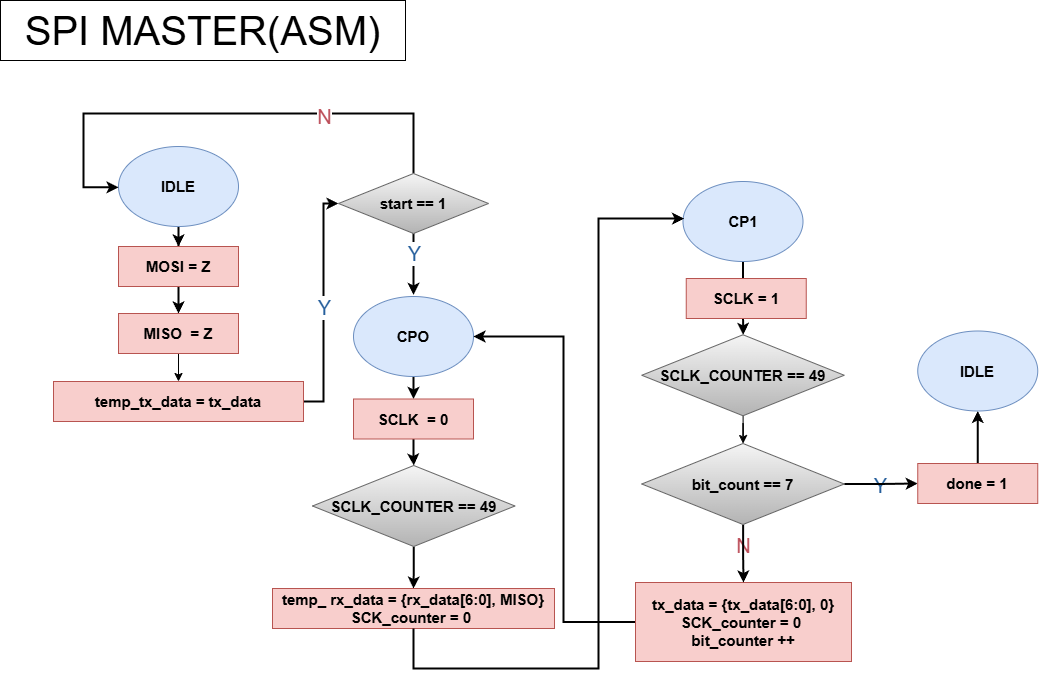 SPI MASTER(ASM)
N
IDLE
MOSI = Z
MISO = Z
temp_tx_data = tx_data
Y
start == 1
Y
CPO
SCLK = 0
SCLK_COUNTER == 49
temp_ rx_data = {rx_data[6:0], MISO}
SCK_counter = 0
CP1
SCLK = 1
SCLK_COUNTER == 49
bit_count == 7
Y
done = 1
IDLE
N
tx_data = {tx_data[6:0], 0}
SCK_counter = 0
bit_counter ++